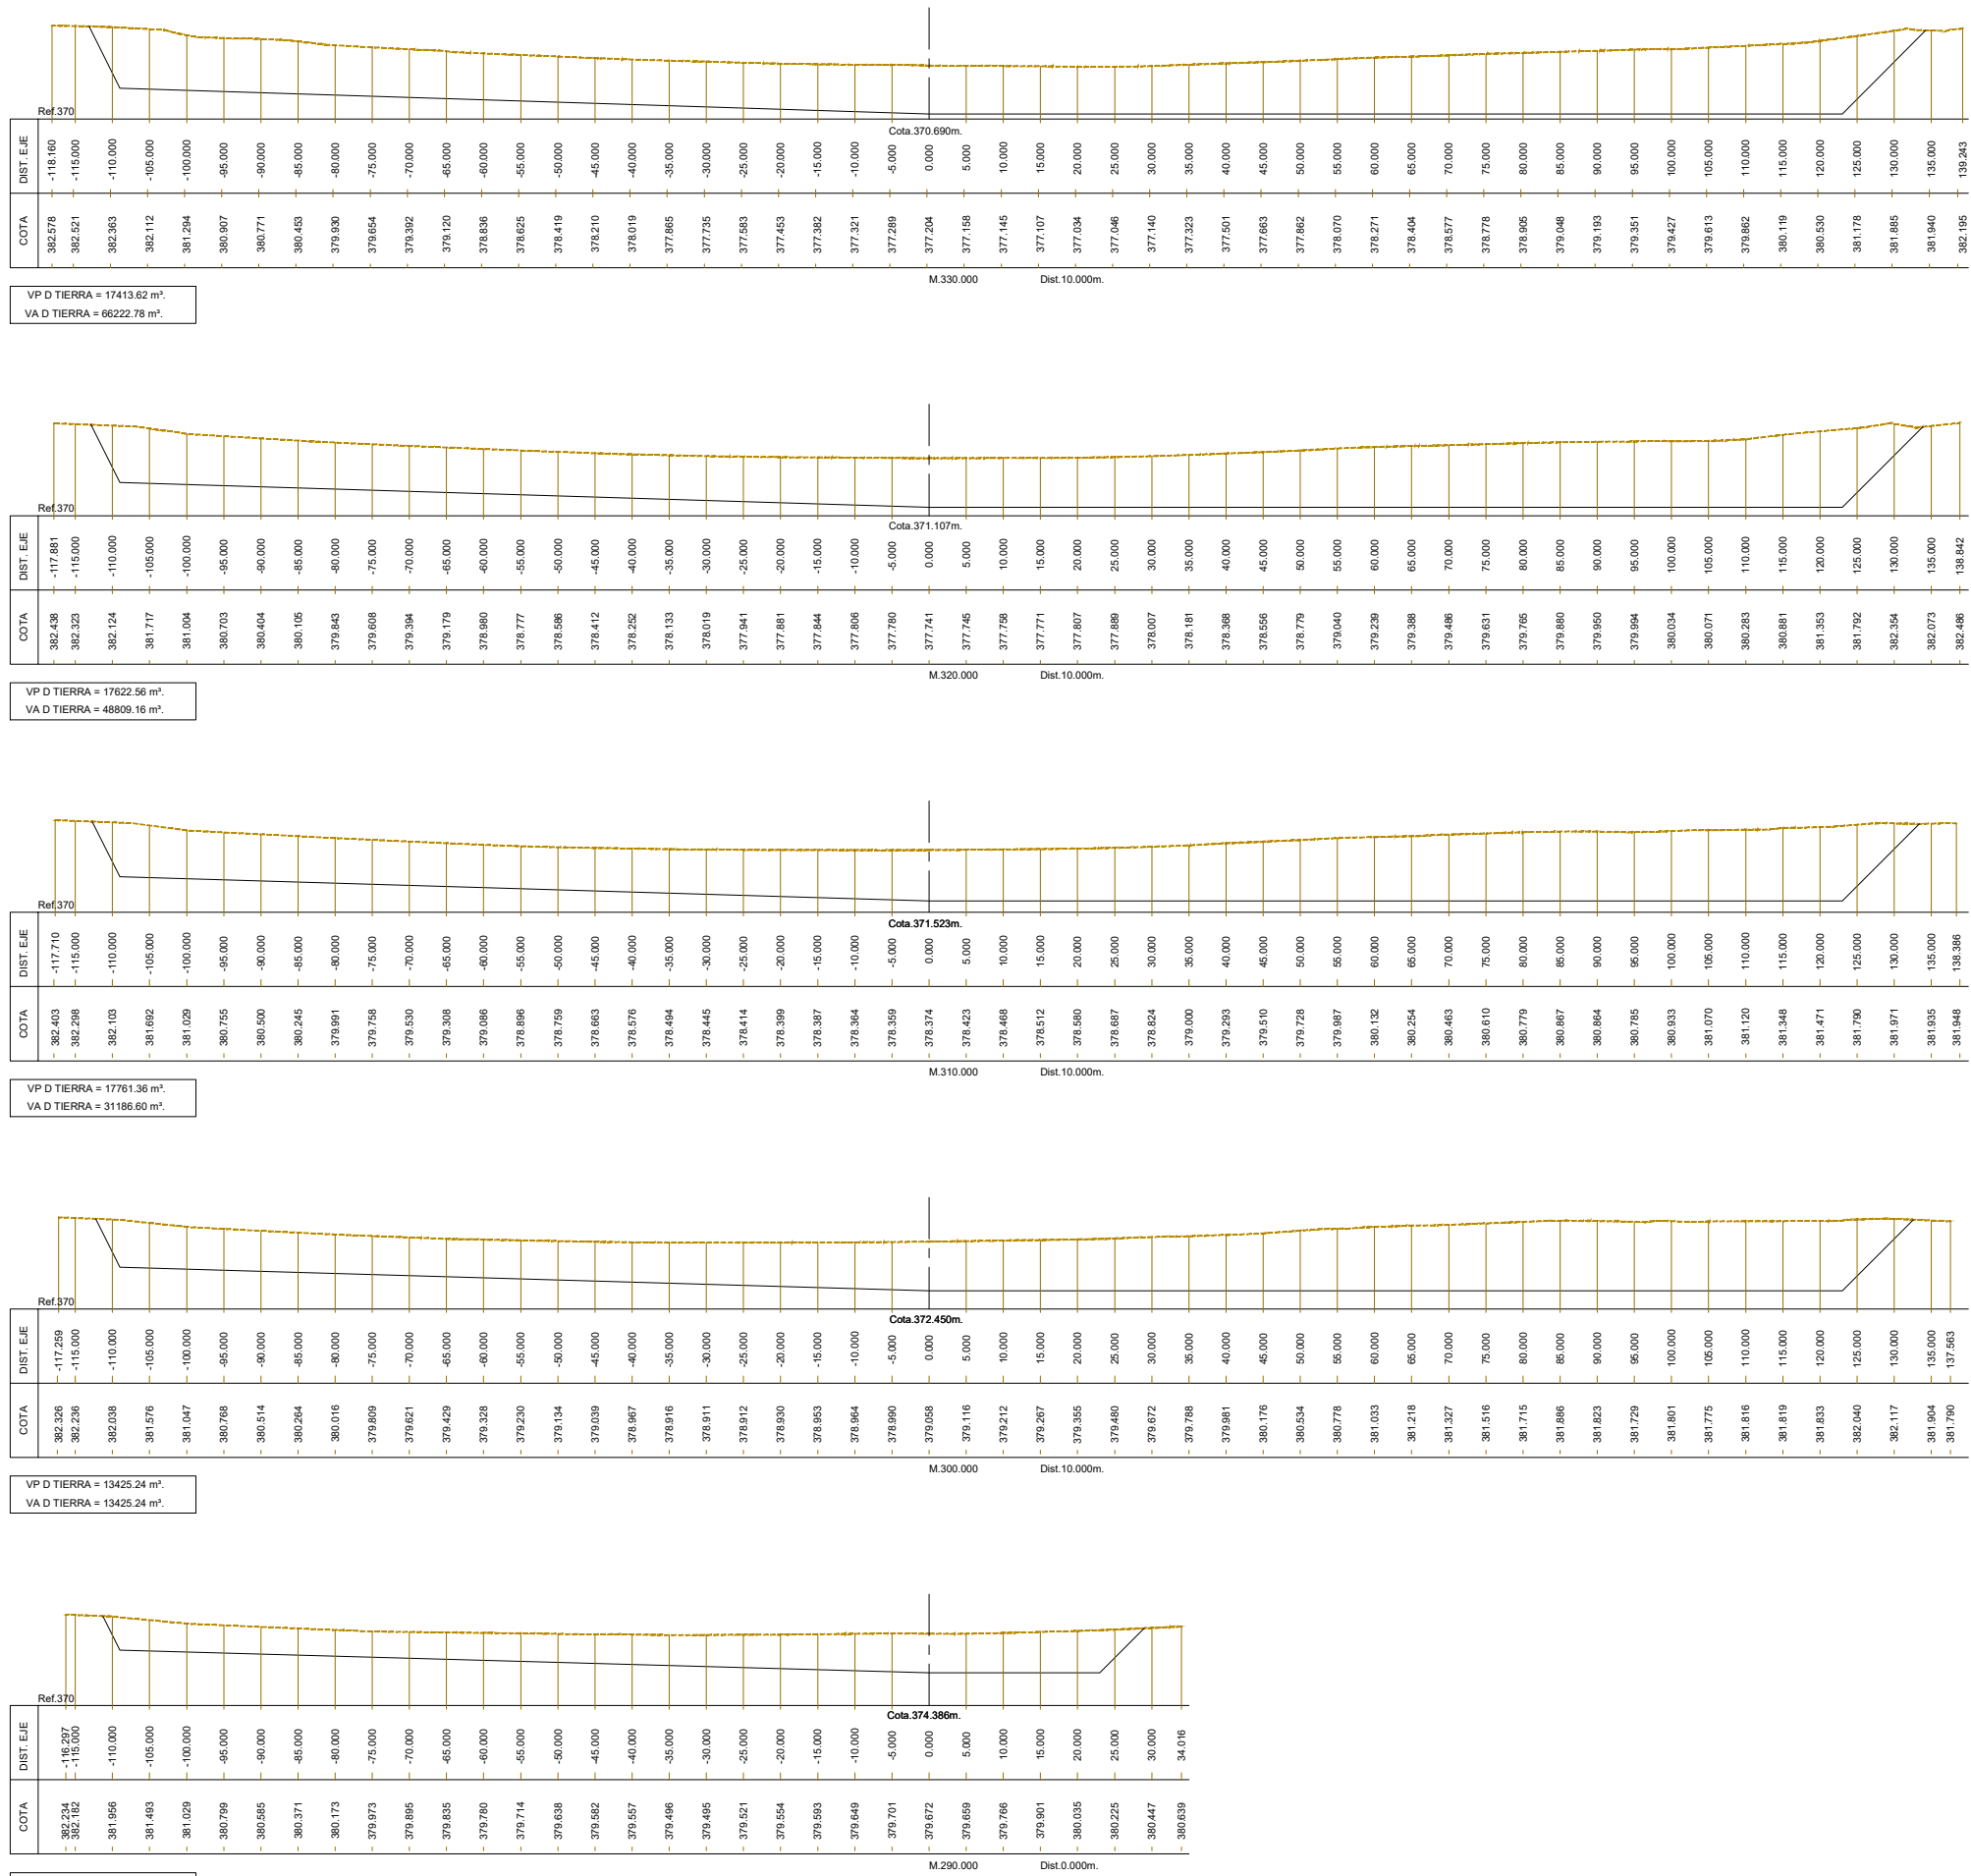 Ref.370
Cota.370.690m.
DIST. EJE -118.160 -115.000 -110.000 -105.000 -100.000 -95.000 -90.000 -85.000 -80.000 -75.000 -70.000 -65.000 -60.000 -55.000 -50.000 -45.000 -40.000 -35.000 -30.000 -25.000 -20.000 -15.000 -10.000 -5.000 0.000 5.000 10.000 15.000 20.000 25.000 30.000 35.000 40.000 45.000 50.000 55.000 60.000 65.000 70.000 75.000 80.000 85.000 90.000 95.000 100.000 105.000 110.000 115.000 120.000 125.000 130.000 135.000 139.243
COTA 382.578 382.521 382.363 382.112 381.294 380.907 380.771 380.453 379.930 379.654 379.392 379.120 378.836 378.625 378.419 378.210 378.019 377.865 377.735 377.583 377.453 377.382 377.321 377.289 377.204 377.158 377.145 377.107 377.034 377.046 377.140 377.323 377.501 377.663 377.862 378.070 378.271 378.404 378.577 378.778 378.905 379.048 379.193 379.351 379.427 379.613 379.862 380.119 380.530 381.178 381.885 381.940 382.195
M.330.000 Dist.10.000m.
VP D TIERRA = 17413.62 m³.
VA D TIERRA = 66222.78 m³.
Ref.370
Cota.371.107m.
DIST. EJE -117.881 -115.000 -110.000 -105.000 -100.000 -95.000 -90.000 -85.000 -80.000 -75.000 -70.000 -65.000 -60.000 -55.000 -50.000 -45.000 -40.000 -35.000 -30.000 -25.000 -20.000 -15.000 -10.000 -5.000 0.000 5.000 10.000 15.000 20.000 25.000 30.000 35.000 40.000 45.000 50.000 55.000 60.000 65.000 70.000 75.000 80.000 85.000 90.000 95.000 100.000 105.000 110.000 115.000 120.000 125.000 130.000 135.000 138.842
COTA 382.438 382.323 382.124 381.717 381.004 380.703 380.404 380.105 379.843 379.608 379.394 379.179 378.980 378.777 378.586 378.412 378.252 378.133 378.019 377.941 377.881 377.844 377.806 377.780 377.741 377.745 377.758 377.771 377.807 377.889 378.007 378.181 378.368 378.556 378.779 379.040 379.239 379.388 379.486 379.631 379.765 379.880 379.950 379.994 380.034 380.071 380.283 380.881 381.353 381.792 382.354 382.073 382.486
M.320.000 Dist.10.000m.
VP D TIERRA = 17622.56 m³.
VA D TIERRA = 48809.16 m³.
Ref.370
Cota.371.523m.
DIST. EJE -117.710 -115.000 -110.000 -105.000 -100.000 -95.000 -90.000 -85.000 -80.000 -75.000 -70.000 -65.000 -60.000 -55.000 -50.000 -45.000 -40.000 -35.000 -30.000 -25.000 -20.000 -15.000 -10.000 -5.000 0.000 5.000 10.000 15.000 20.000 25.000 30.000 35.000 40.000 45.000 50.000 55.000 60.000 65.000 70.000 75.000 80.000 85.000 90.000 95.000 100.000 105.000 110.000 115.000 120.000 125.000 130.000 135.000 138.386
COTA 382.403 382.298 382.103 381.692 381.029 380.755 380.500 380.245 379.991 379.758 379.530 379.308 379.086 378.896 378.759 378.663 378.576 378.494 378.445 378.414 378.399 378.387 378.364 378.359 378.374 378.423 378.468 378.512 378.580 378.687 378.824 379.000 379.293 379.510 379.728 379.987 380.132 380.254 380.463 380.610 380.779 380.867 380.864 380.785 380.933 381.070 381.120 381.348 381.471 381.790 381.971 381.935 381.948
M.310.000 Dist.10.000m.
VP D TIERRA = 17761.36 m³.
VA D TIERRA = 31186.60 m³.
Ref.370
Cota.372.450m.
DIST. EJE -117.259 -115.000 -110.000 -105.000 -100.000 -95.000 -90.000 -85.000 -80.000 -75.000 -70.000 -65.000 -60.000 -55.000 -50.000 -45.000 -40.000 -35.000 -30.000 -25.000 -20.000 -15.000 -10.000 -5.000 0.000 5.000 10.000 15.000 20.000 25.000 30.000 35.000 40.000 45.000 50.000 55.000 60.000 65.000 70.000 75.000 80.000 85.000 90.000 95.000 100.000 105.000 110.000 115.000 120.000 125.000 130.000 135.000 137.563
COTA 382.326 382.236 382.038 381.576 381.047 380.768 380.514 380.264 380.016 379.809 379.621 379.429 379.328 379.230 379.134 379.039 378.967 378.916 378.911 378.912 378.930 378.953 378.964 378.990 379.058 379.116 379.212 379.267 379.355 379.480 379.672 379.788 379.981 380.176 380.534 380.778 381.033 381.218 381.327 381.516 381.715 381.886 381.823 381.729 381.801 381.775 381.816 381.819 381.833 382.040 382.117 381.904 381.790
M.300.000 Dist.10.000m.
VP D TIERRA = 13425.24 m³.
VA D TIERRA = 13425.24 m³.
Ref.370
Cota.374.386m.
DIST. EJE -116.297 -115.000 -110.000 -105.000 -100.000 -95.000 -90.000 -85.000 -80.000 -75.000 -70.000 -65.000 -60.000 -55.000 -50.000 -45.000 -40.000 -35.000 -30.000 -25.000 -20.000 -15.000 -10.000 -5.000 0.000 5.000 10.000 15.000 20.000 25.000 30.000 34.016
COTA 382.234 382.182 381.956 381.493 381.029 380.799 380.585 380.371 380.173 379.973 379.895 379.835 379.780 379.714 379.638 379.582 379.557 379.496 379.495 379.521 379.554 379.593 379.649 379.701 379.672 379.659 379.766 379.901 380.035 380.225 380.447 380.639
M.290.000 Dist.0.000m.